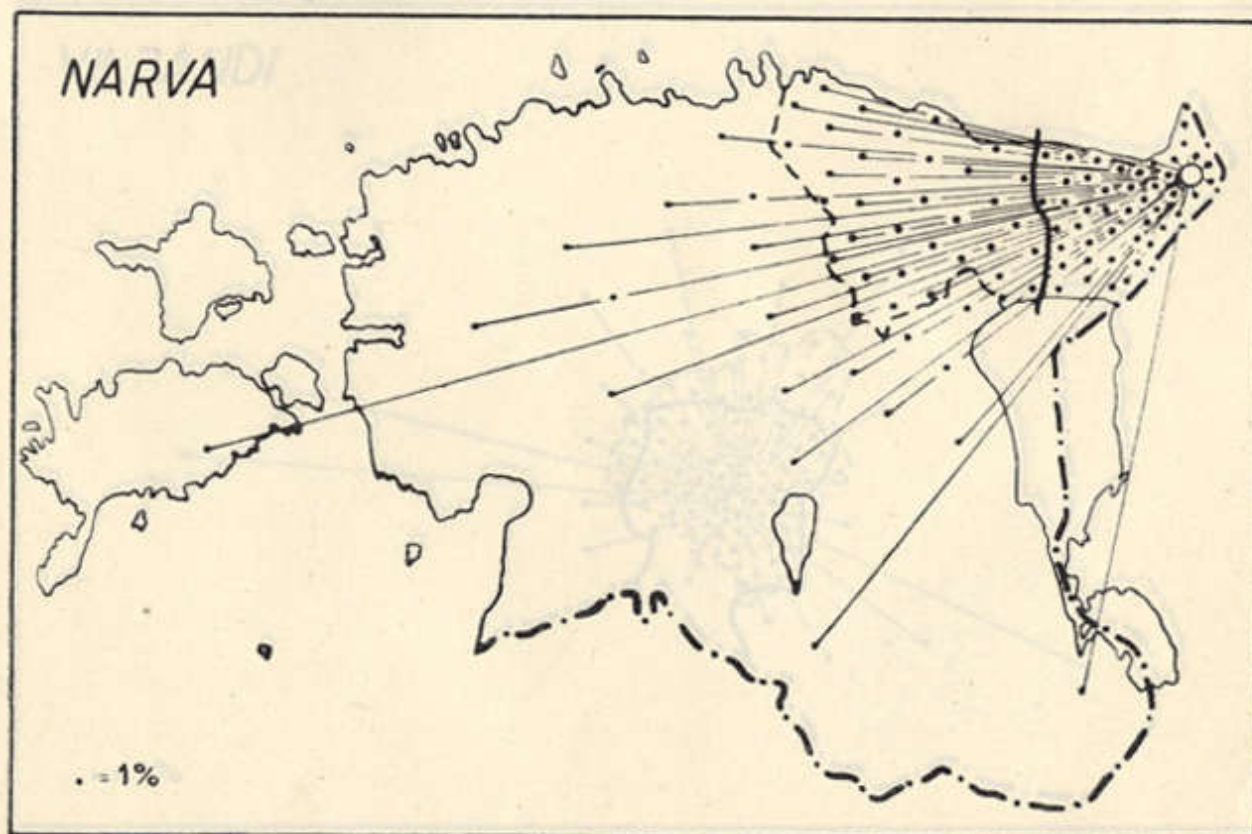 NARVA
. = 1%